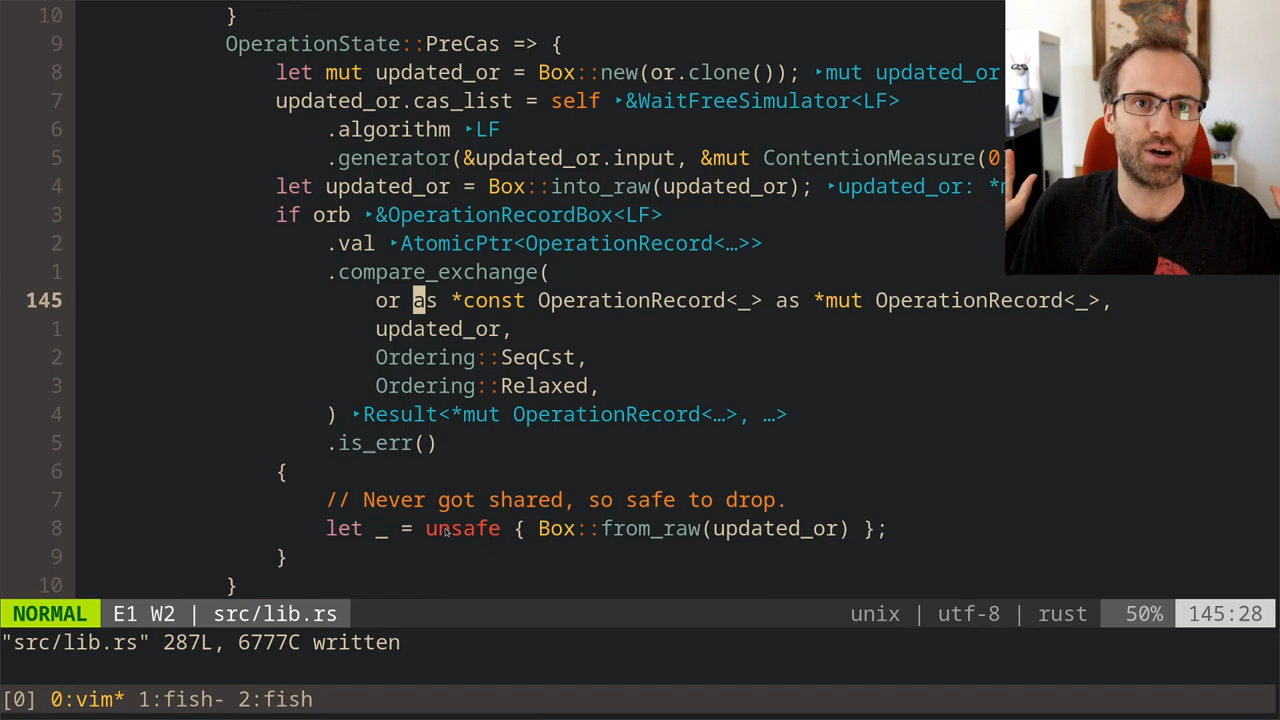 10 }
9 OperationState::PreCas => {
8 let mut updated_or = Box::new(or.clone()); ‣mut updated_or
7 updated_or.cas_list = self ‣&WaitFreeSimulator<LF>
6 .algorithm ‣LF
5 .generator(&updated_or.input, &mut ContentionMeasure(0
4 let updated_or = Box::into_raw(updated_or); ‣updated_or: *m
3 if orb ‣&OperationRecordBox<LF>
2 .val ‣AtomicPtr<OperationRecord<…>>
1 .compare_exchange(
145 or as *const OperationRecord<_> as *mut OperationRecord<_>,
1 updated_or,
2 Ordering::SeqCst,
3 Ordering::Relaxed,
4 ) ‣Result<*mut OperationRecord<…>, …>
5 .is_err()
6 {
7 // Never got shared, so safe to drop.
8 let _ = unsafe { Box::from_raw(updated_or) };
9 }
10 }
NORMAL E1 W2 | src/lib.rs unix | utf-8 | rust 50% 145:28
"src/lib.rs" 287L, 6777C written
[0] 0:vim* 1:fish- 2:fish